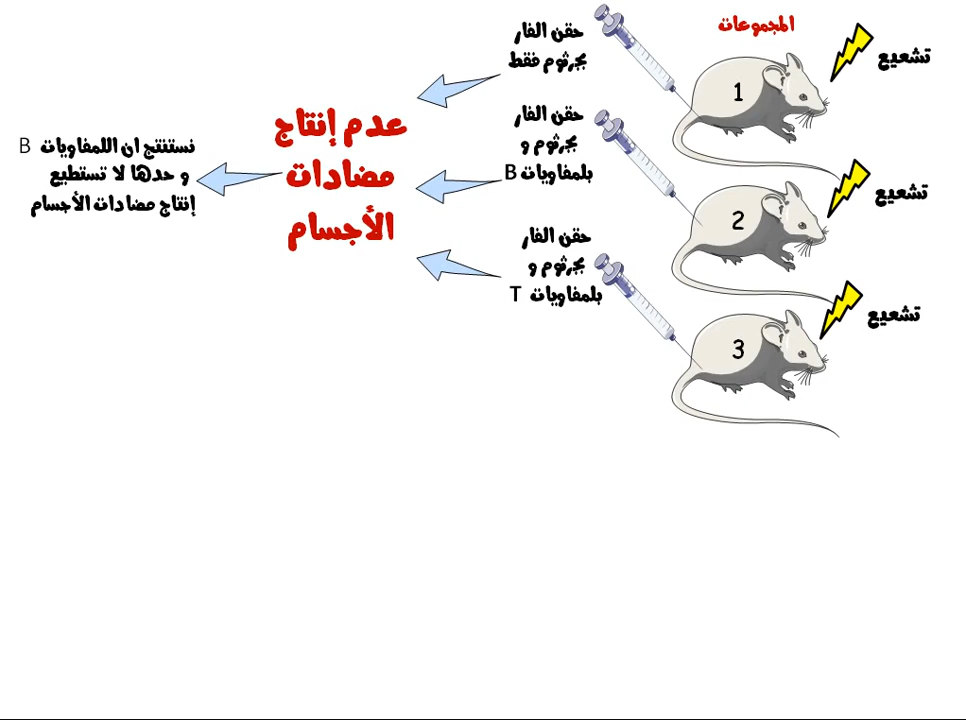 المجموعات
تشعيع
1
حقن الفار
بجرثوم فقط
تشعيع
2
حقن الفار
بجرثوم و
بلمفاويات B
تشعيع
3
حقن الفار
بجرثوم و
بلمفاويات T
عدم إنتاج
مضادات
الأجسام
نستنتج ان اللمفاويات B
و حدها لا تستطيع
إنتاج مضادات الأجسام